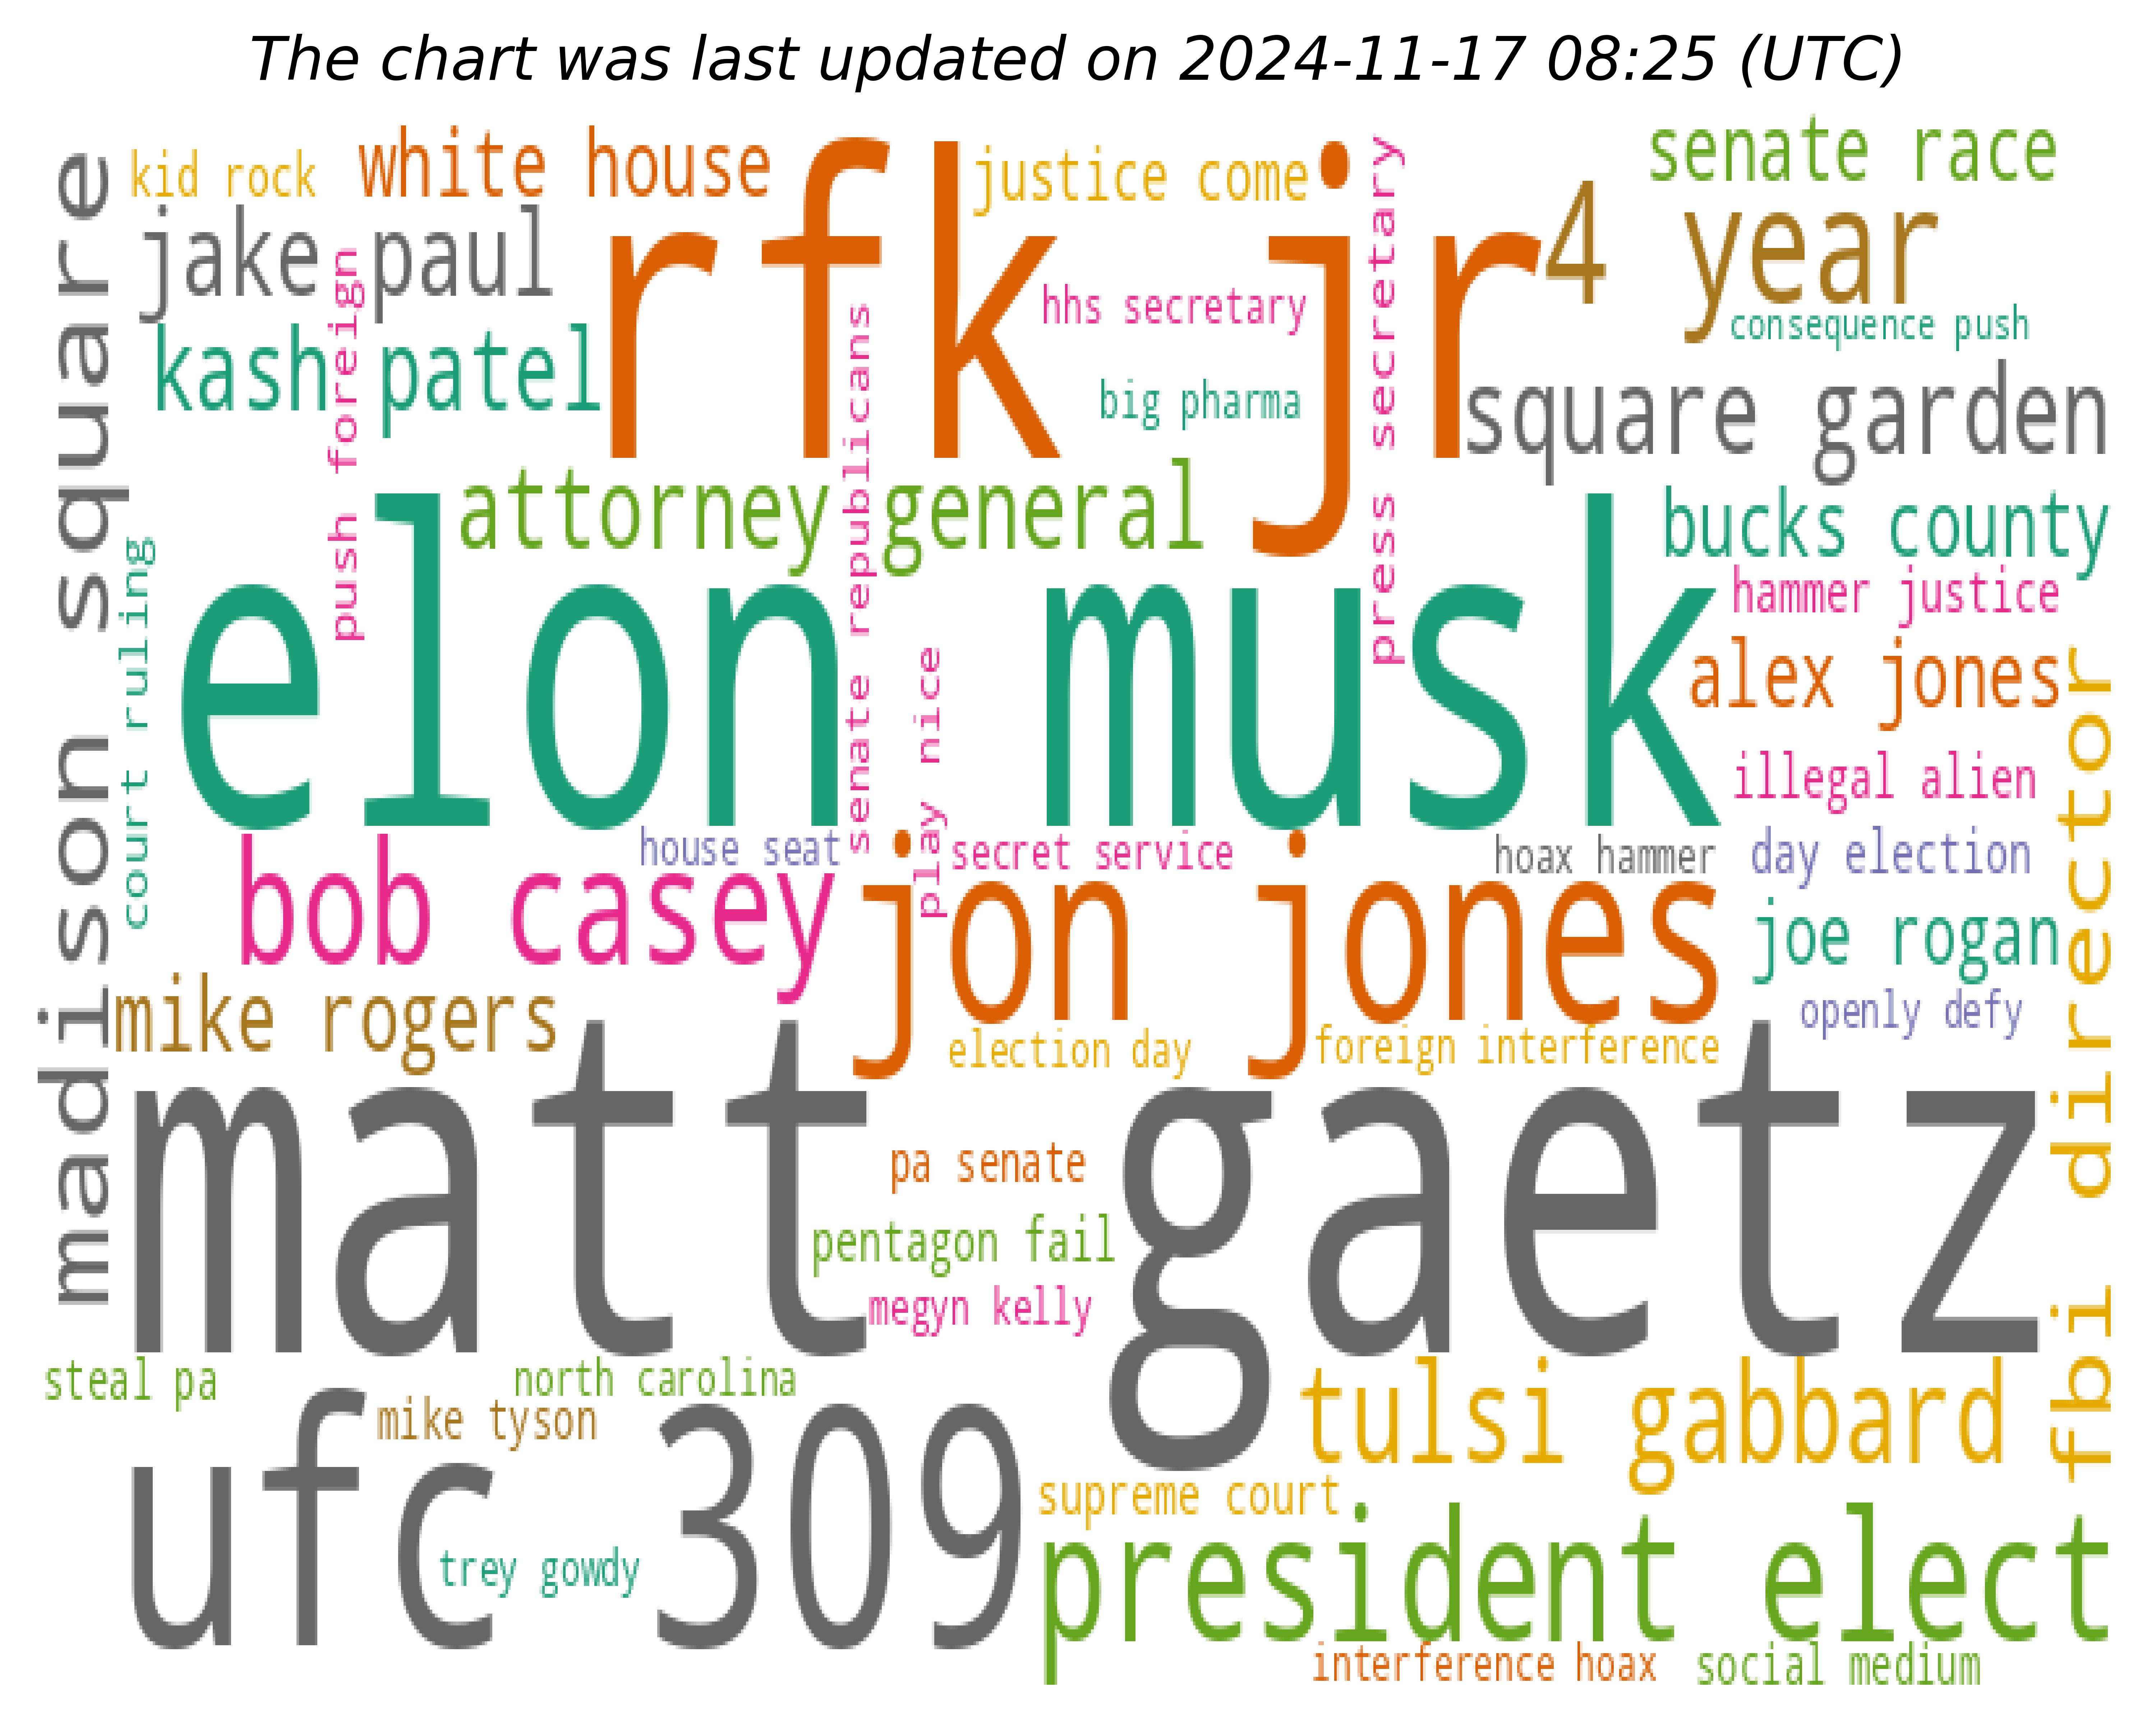 The chart was last updated on 2024-11-17 08:25 (UTC)
madison square
kid rock
white house
rfk jr
justice come
press secretary
senate race
4 year
jake paul
push foreign
hhs secretary
consequence push
kash patel
senate republicans
big pharma
square garden
attorney general
bucks county
court ruling
elon musk
hammer justice
alex jones
fbi director
play nice
illegal alien
house seat
secret service
hoax hammer
day election
bob casey
jon jones
joe rogan
mike rogers
openly defy
election day
foreign interference
matt gaetz
pa senate
pentagon fail
megyn kelly
steal pa
north carolina
tulsi gabbard
mike tyson
ufc 309
supreme court
trey gowdy
president elect
interference hoax
social medium